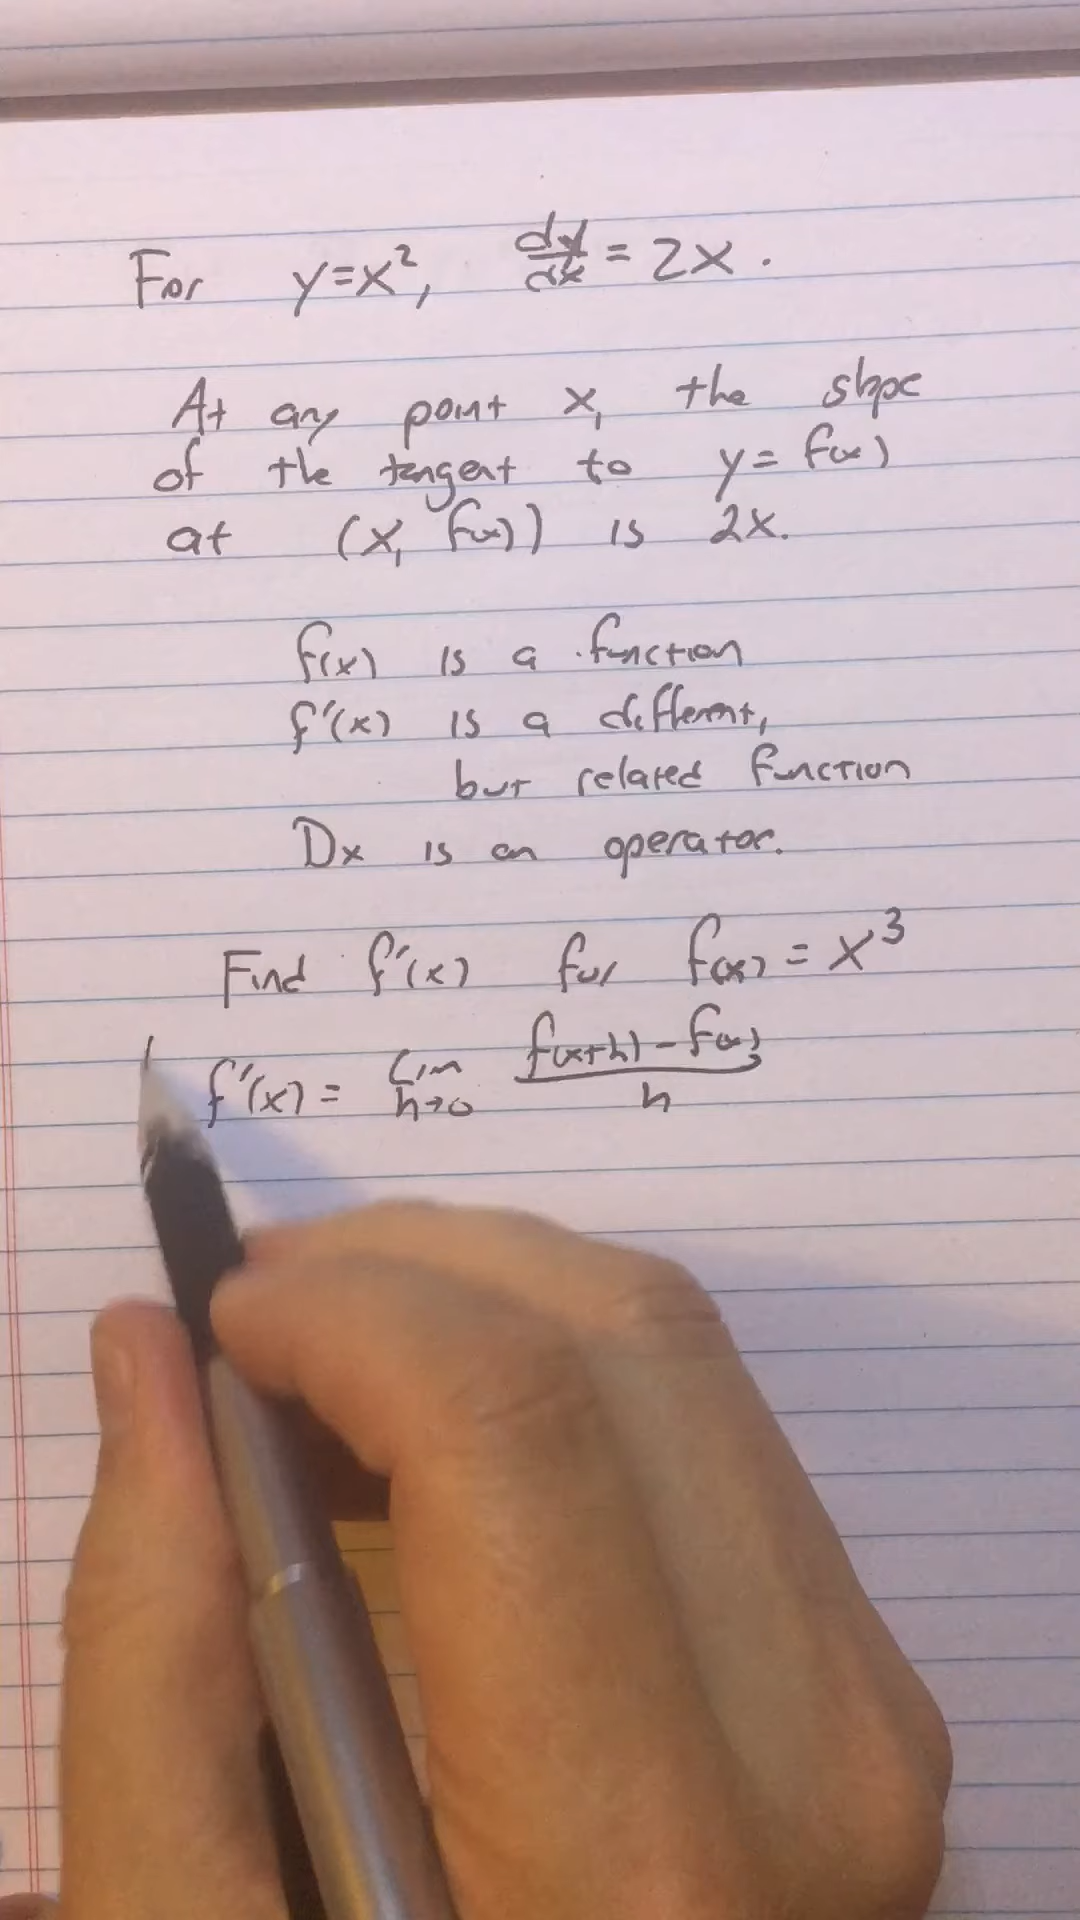 For y=x², dy/dx = 2x.
At any point x, the slope
of the tangent to y= f(x)
at (x, f(x)) is 2x.
f(x) is a function
f'(x) is a different,
but related function
Dx is an operator.
Find f'(x) for f(x) = x³
f'(x) = lim h→0 f(x+h) - f(x) / h